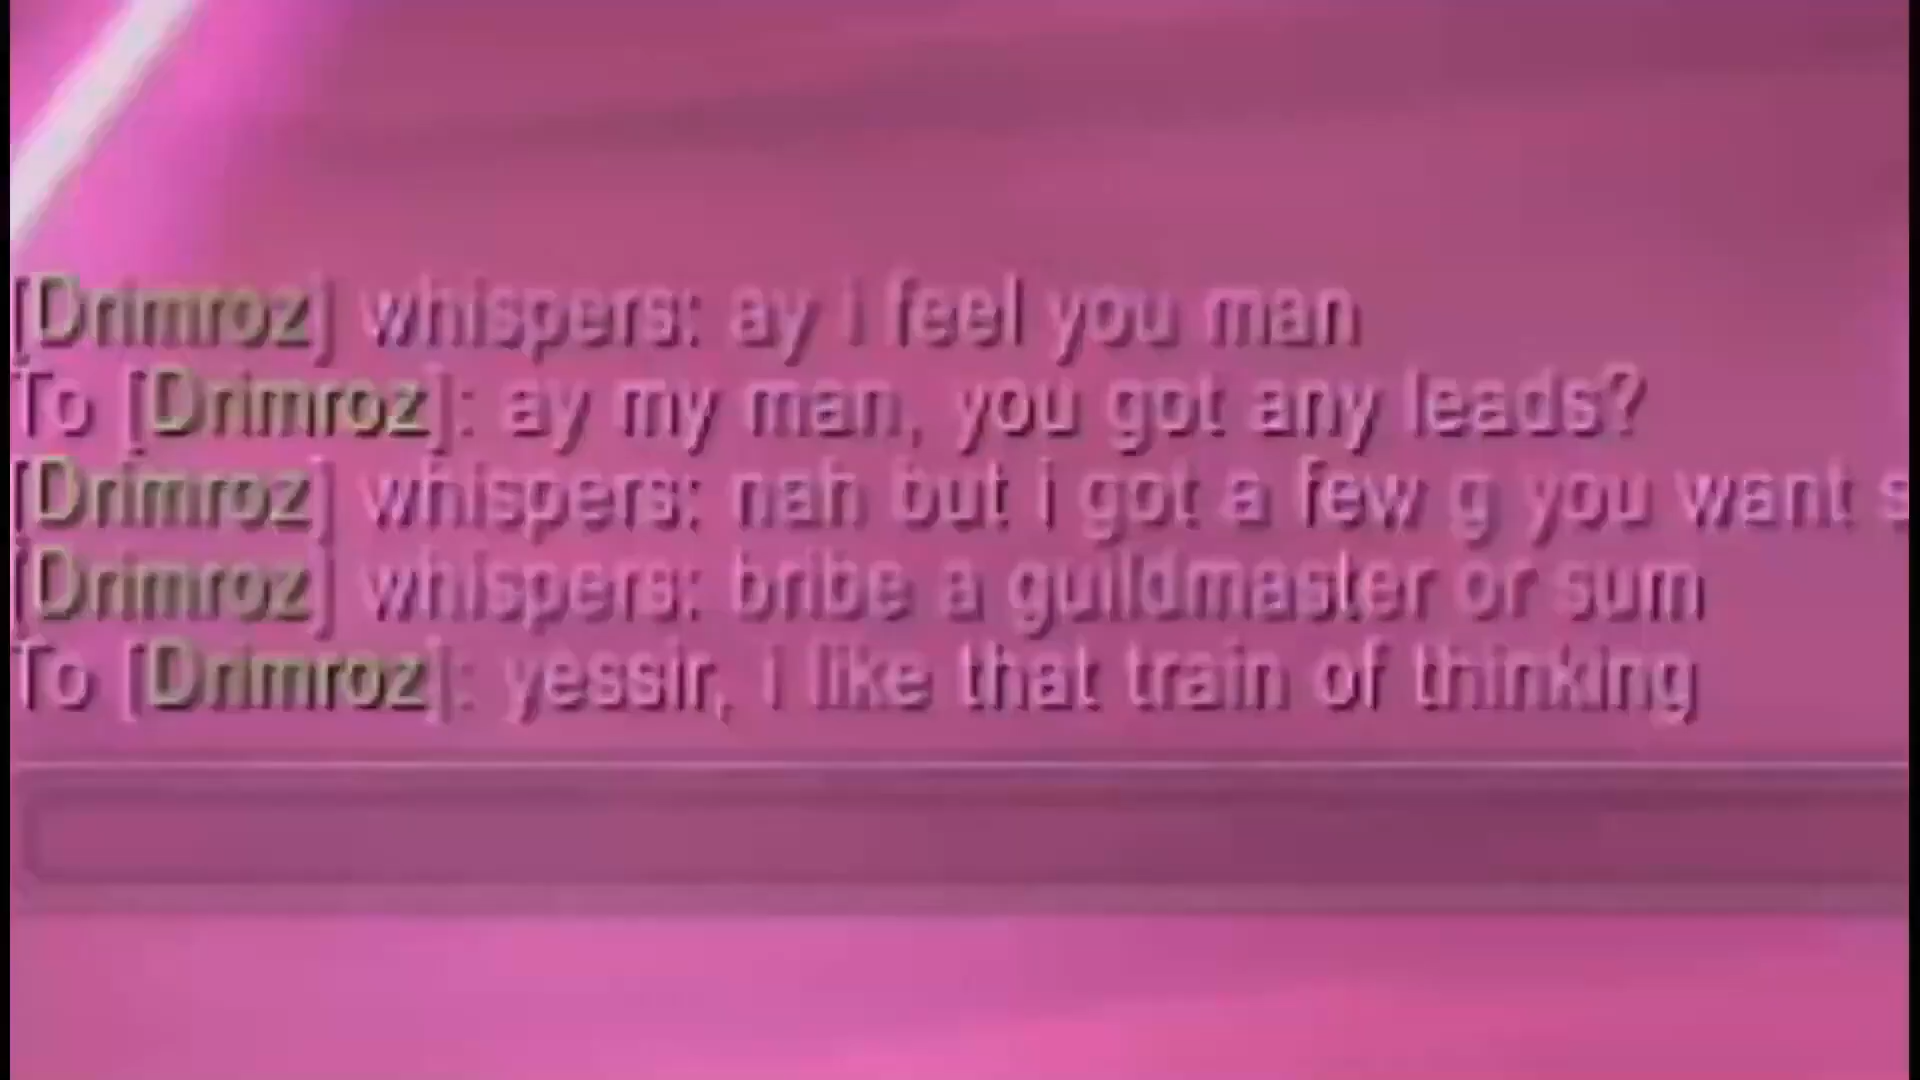 [Drimroz] whispers: ay i feel you man
To [Drimroz]: ay my man, you got any leads?
[Drimroz] whispers: nah but i got a few g you want
[Drimroz] whispers: bribe a guildmaster or sum
To [Drimroz]: yessir, i like that train of thinking